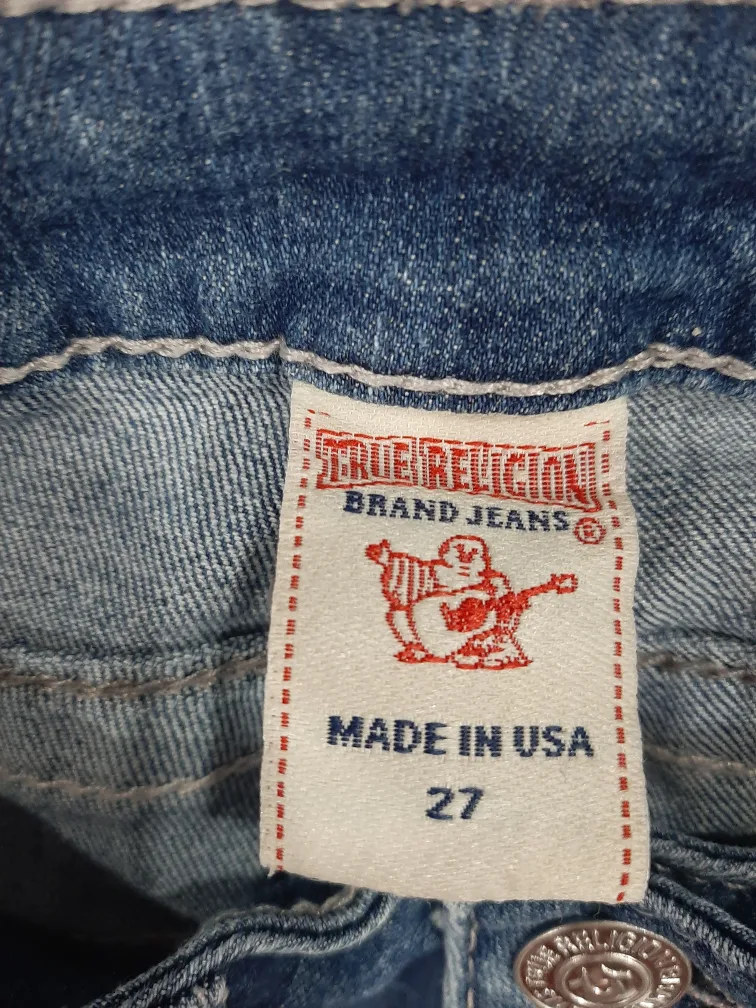 TRUE RELIGION
BRAND JEANS ®
MADE IN USA
27